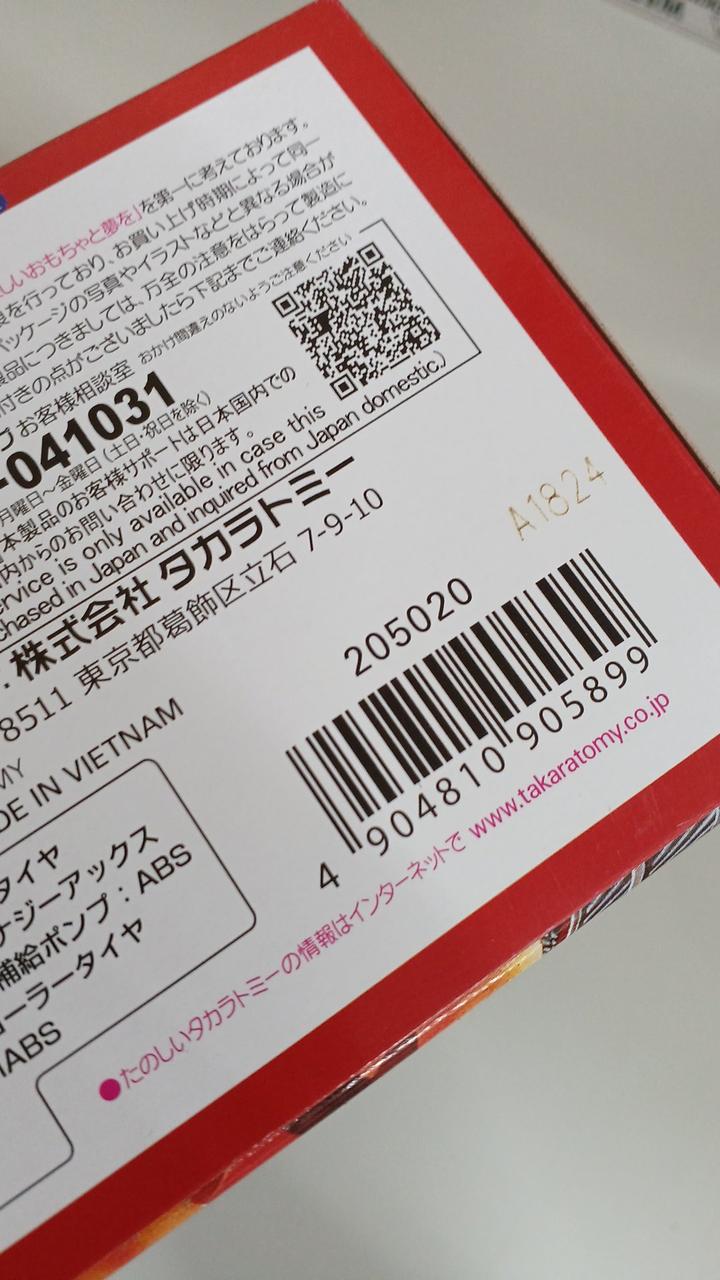 しいおもちゃと夢を」を第一に考えております。
良を行っており、お買い上げ時期によって同一
パッケージの写真やイラストなどと異なる場合が
製品につきましては、万全の注意をはらって製造に
付きの点がございましたら下記までご連絡ください。
お客様相談室 おかけ間違えのないようご注意ください
-041031
月曜日〜金曜日(土・日・祝日を除く)
本製品のお客様サポートは日本国内での
内からのお問い合わせに限ります。
ervice is only available in case this
chased in Japan and inquired from Japan domestic.)
株式会社 タカラトミー
8511 東京都葛飾区立石 7-9-10
A1824
205020
MY
DE IN VIETNAM
4 904810 905899
タイヤ
ナジーアックス
補給ポンプ:ABS
ローラータイヤ
ABS
●たのしいタカラトミーの情報はインターネットで www.takaratomy.co.jp